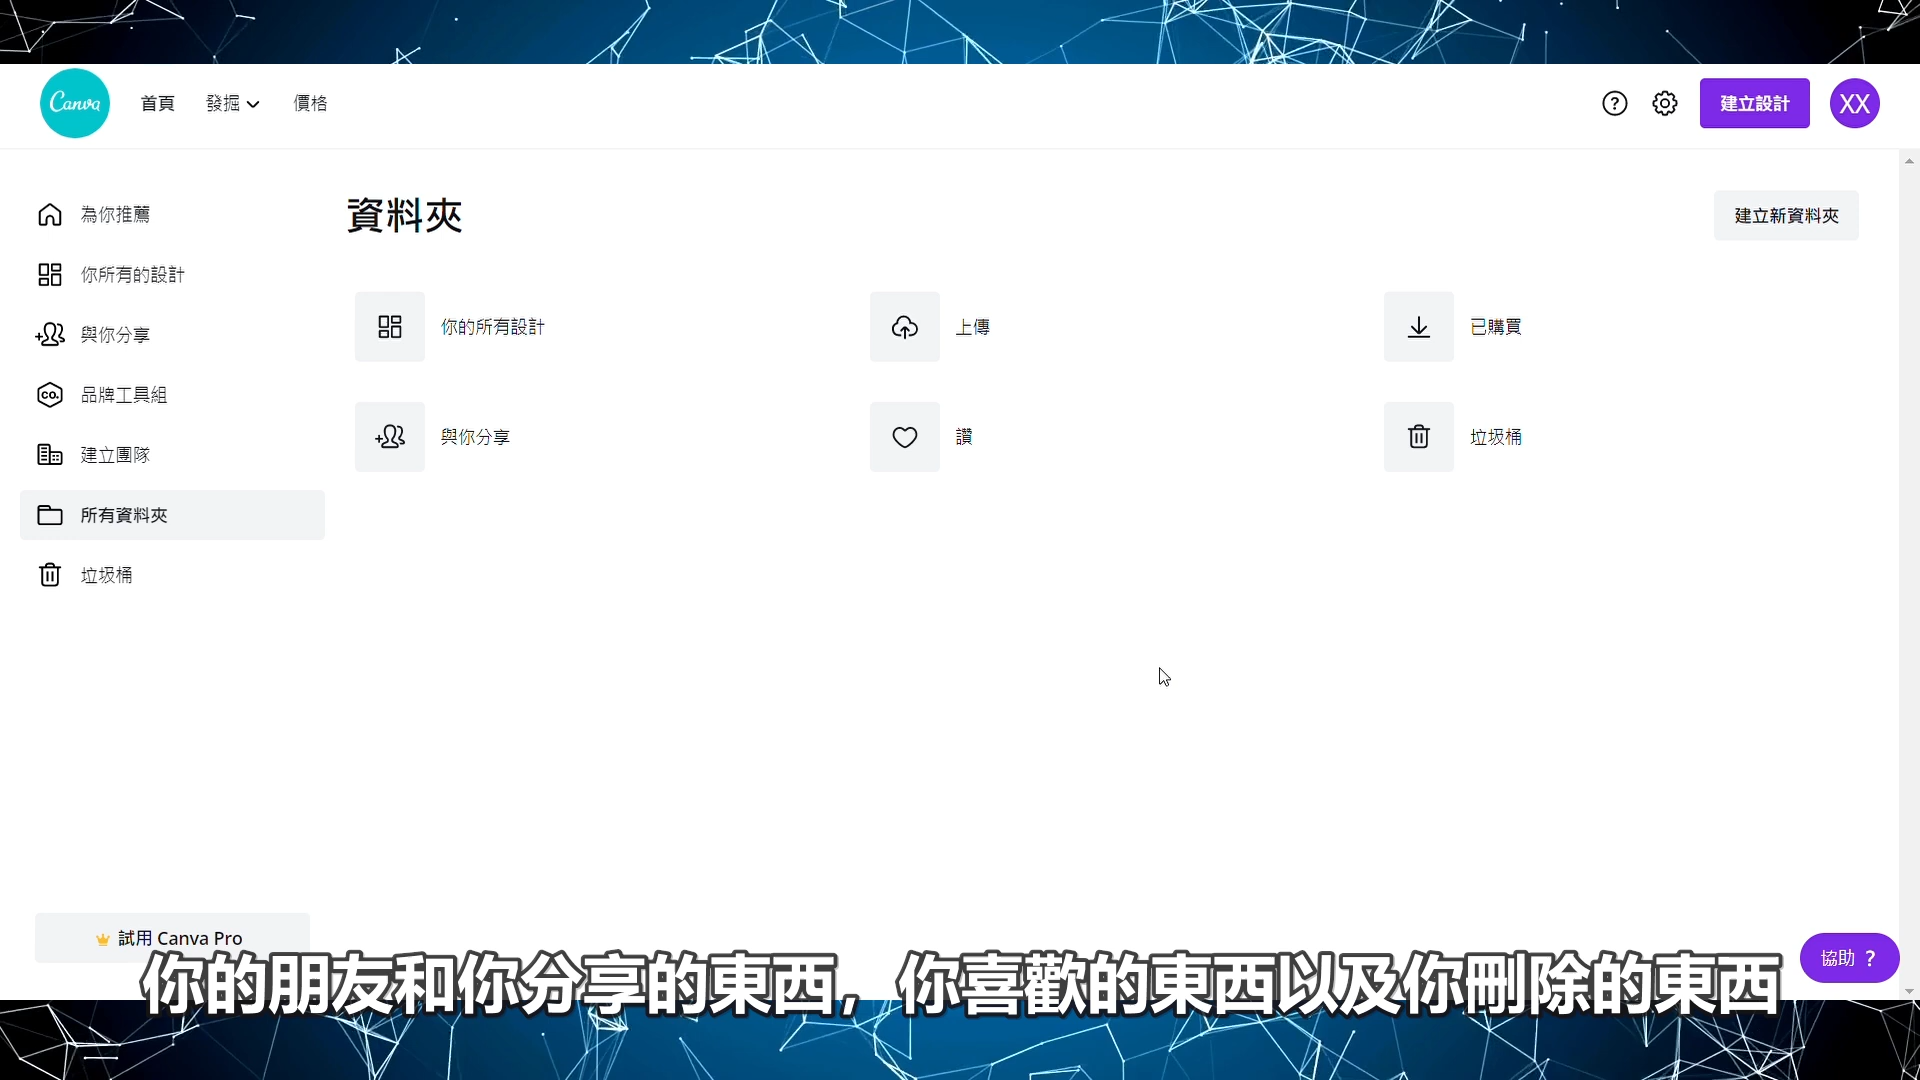 Canva
首頁
發掘
價格
建立設計
XX
為你推薦
你所有的設計
與你分享
品牌工具組
CO.
建立團隊
所有資料夾
垃圾桶
資料夾
建立新資料夾
你的所有設計
上傳
已購買
與你分享
讚
垃圾桶
試用 Canva Pro
協助 ?
你的朋友和你分享的東西，你喜歡的東西以及你刪除的東西